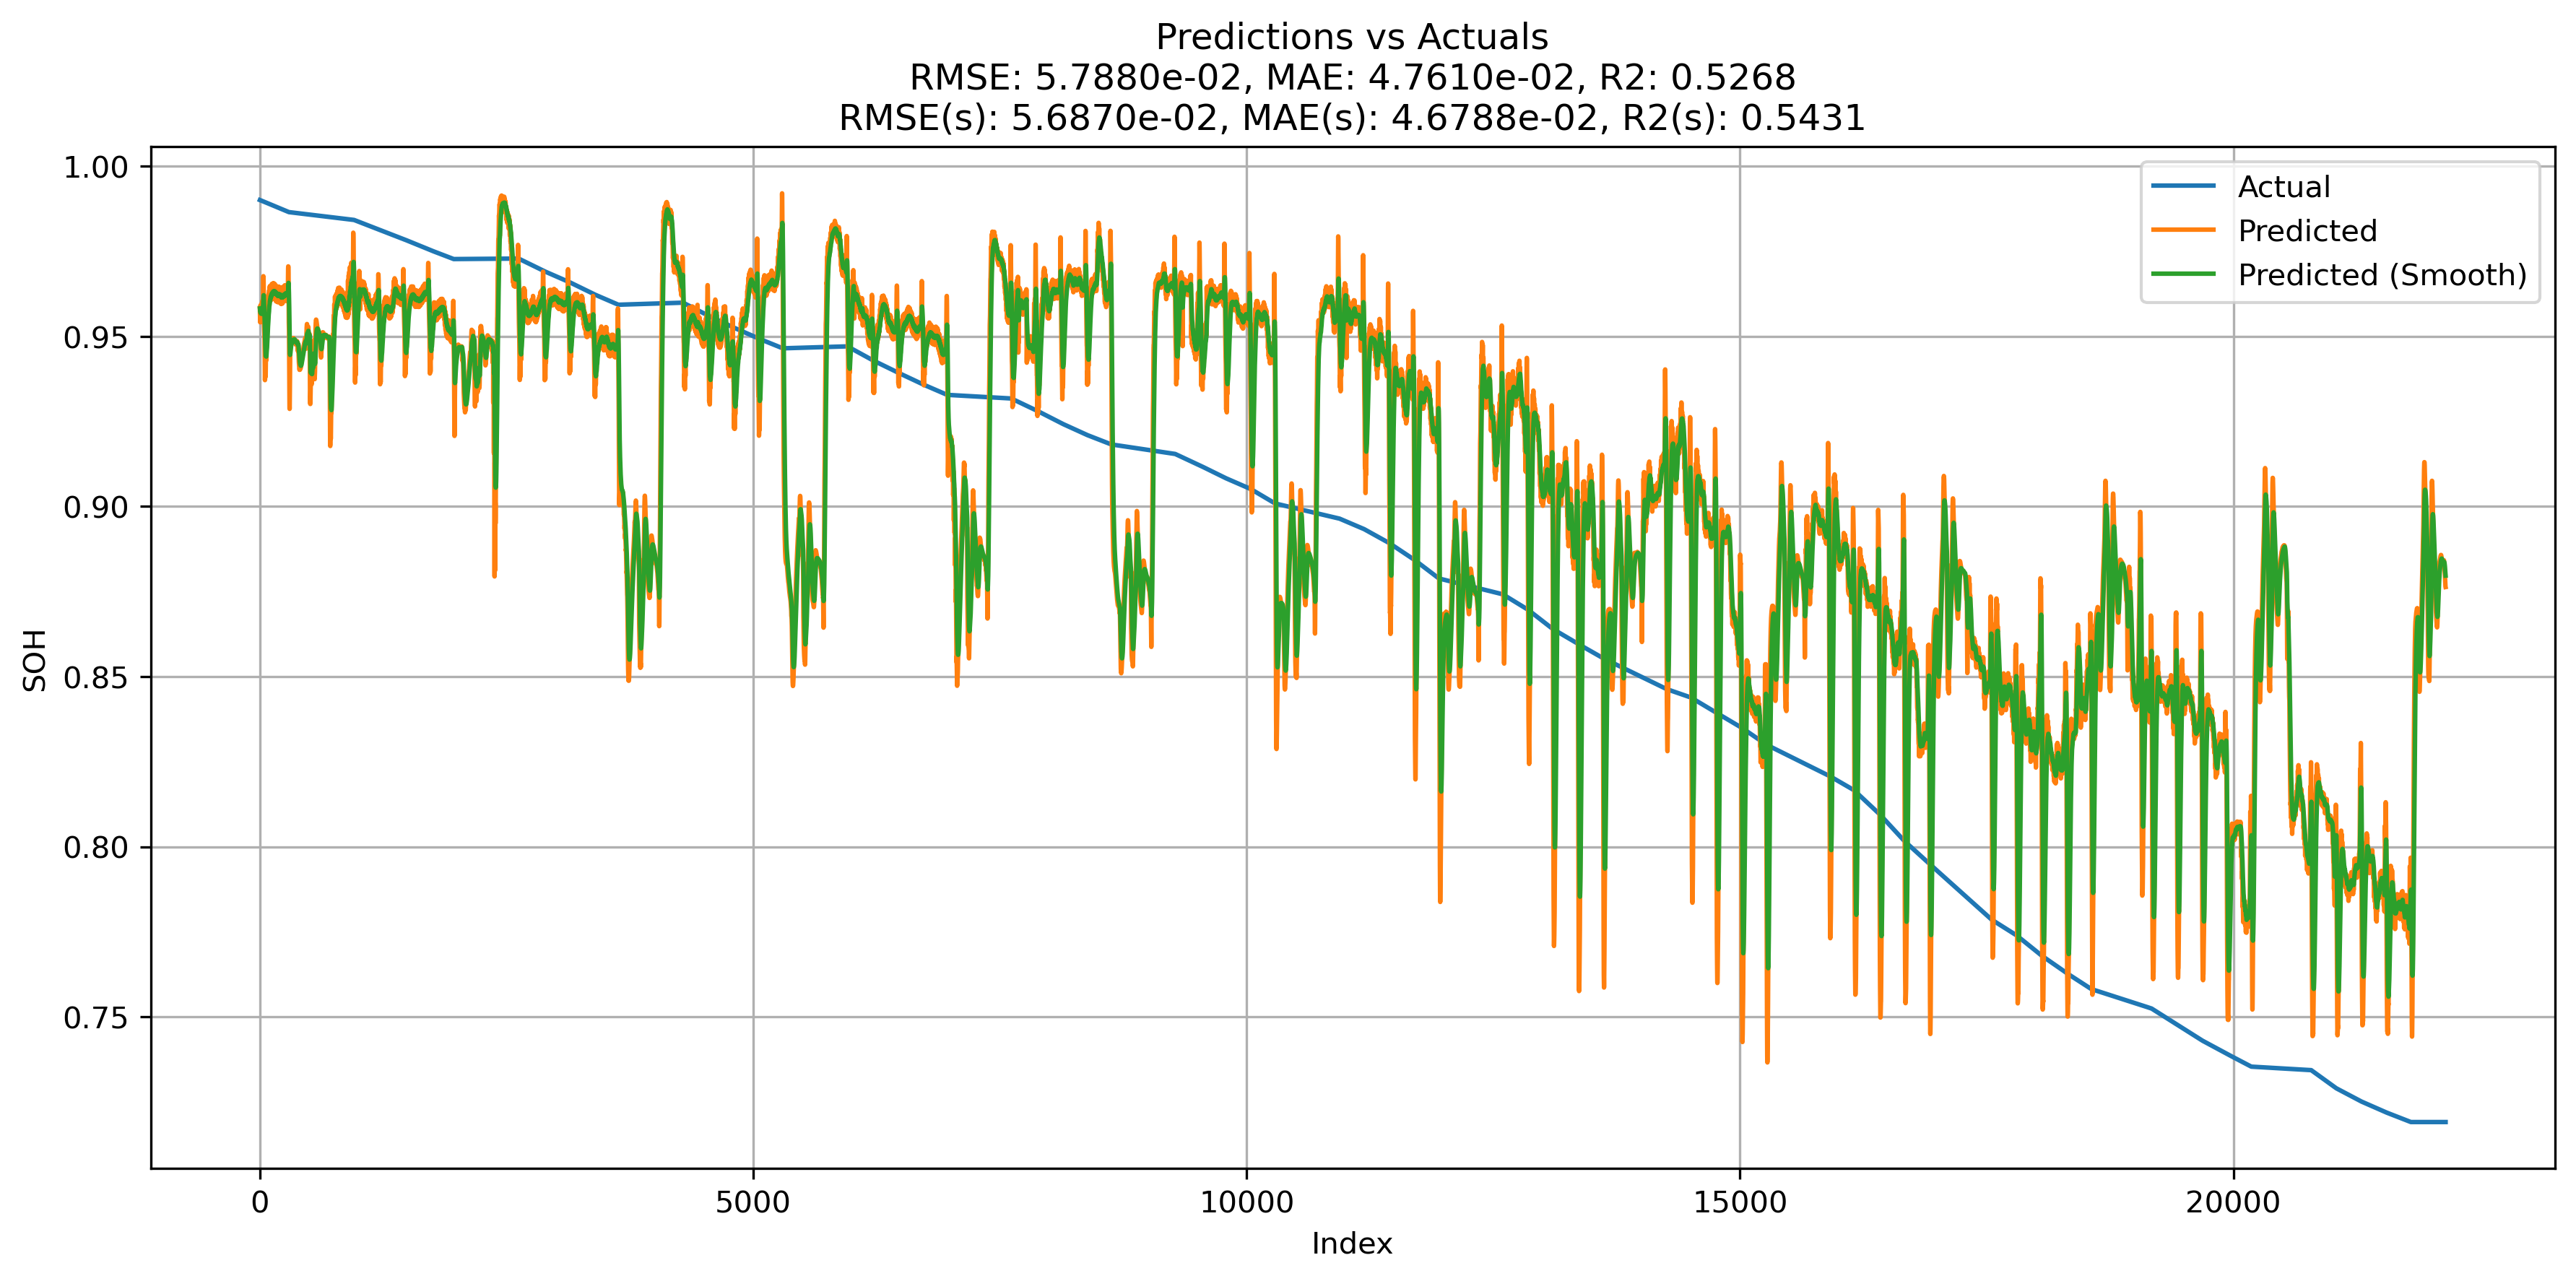 Predictions vs Actuals
RMSE: 5.7880e-02, MAE: 4.7610e-02, R2: 0.5268
RMSE(s): 5.6870e-02, MAE(s): 4.6788e-02, R2(s): 0.5431
Actual
Predicted
Predicted (Smooth)
1.00
0.95
0.90
0.85
0.80
0.75
SOH
0
5000
10000
15000
20000
Index